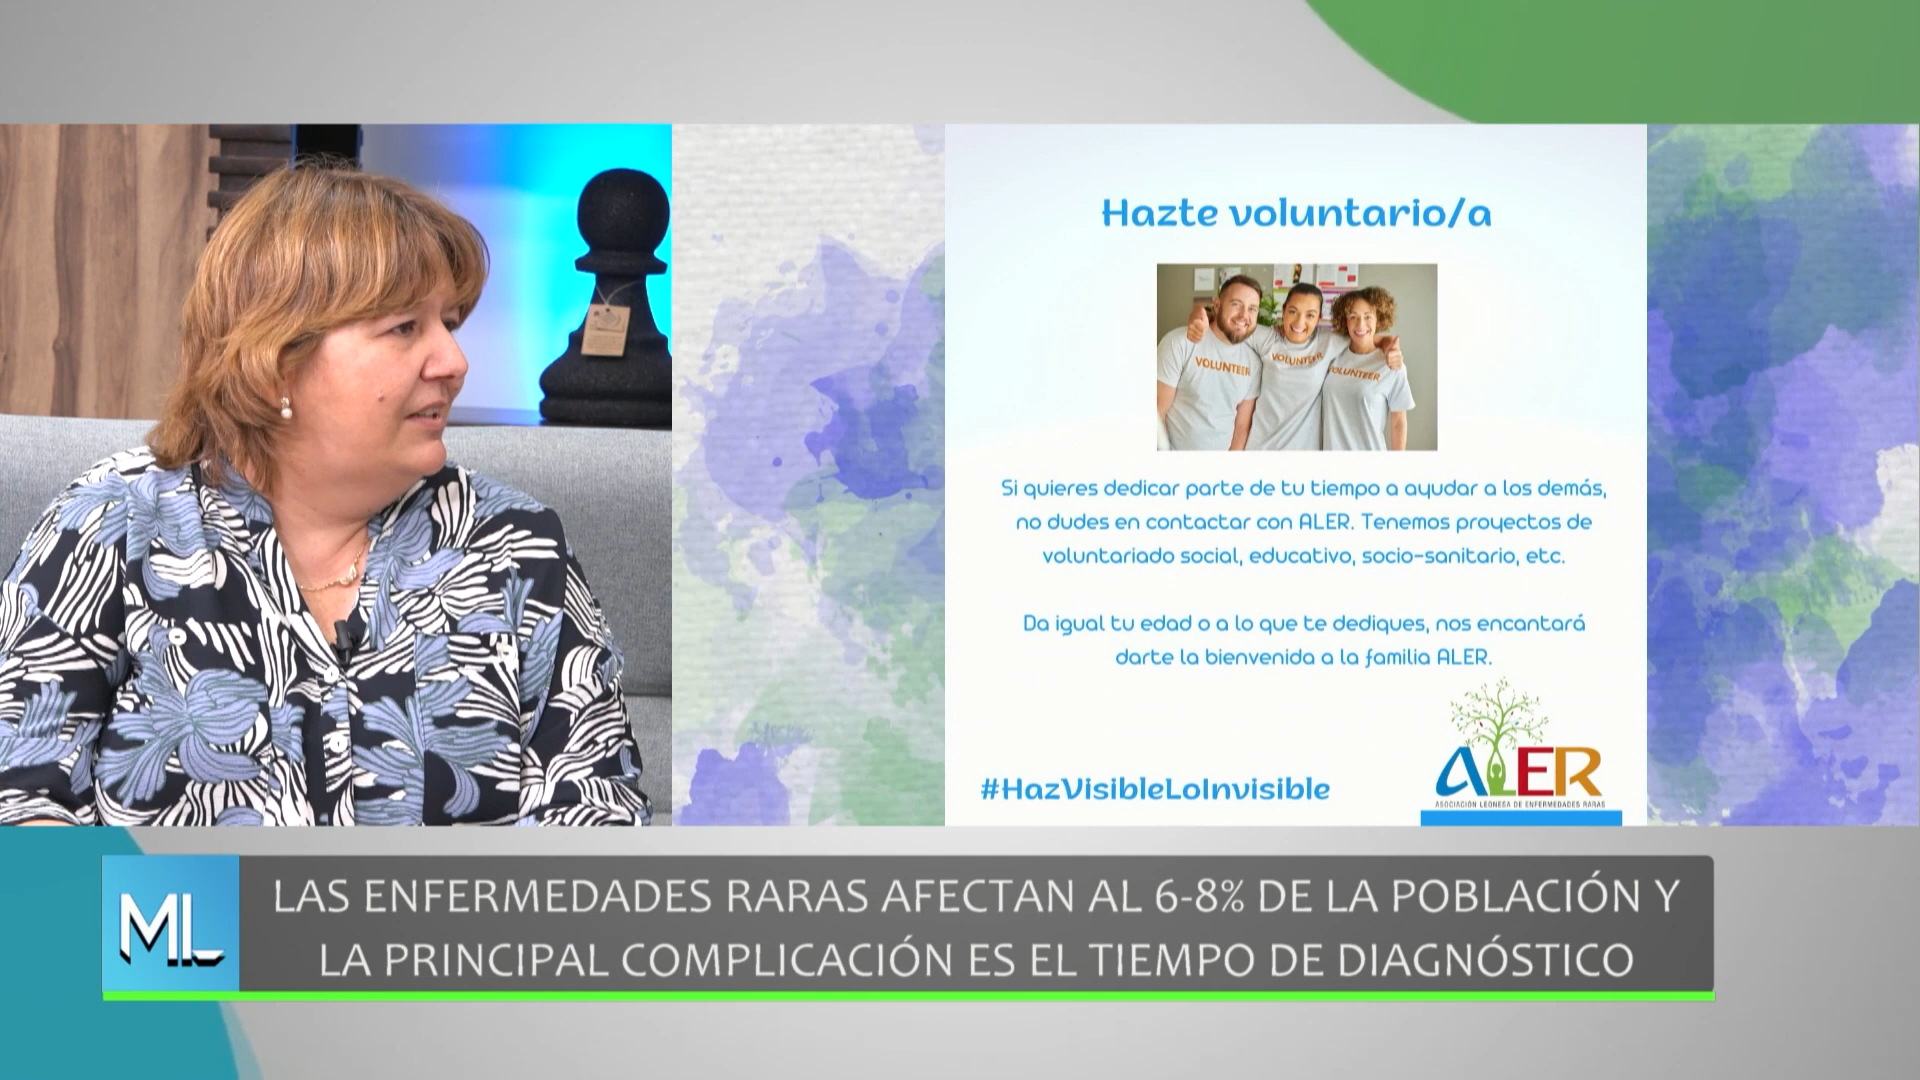 Hazte voluntario/a
VOLUNTEER
VOLUNTEER
VOLUNTEER
Si quieres dedicar parte de tu tiempo a ayudar a los demás,
no dudes en contactar con ALER. Tenemos proyectos de
voluntariado social, educativo, socio-sanitario, etc.
Da igual tu edad o a lo que te dediques, nos encantará
darte la bienvenida a la familia ALER.
#HazVisibleLoInvisible
ALER
ASOCIACIÓN LEONESA DE ENFERMEDADES RARAS
ML
LAS ENFERMEDADES RARAS AFECTAN AL 6-8% DE LA POBLACIÓN Y
LA PRINCIPAL COMPLICACIÓN ES EL TIEMPO DE DIAGNÓSTICO